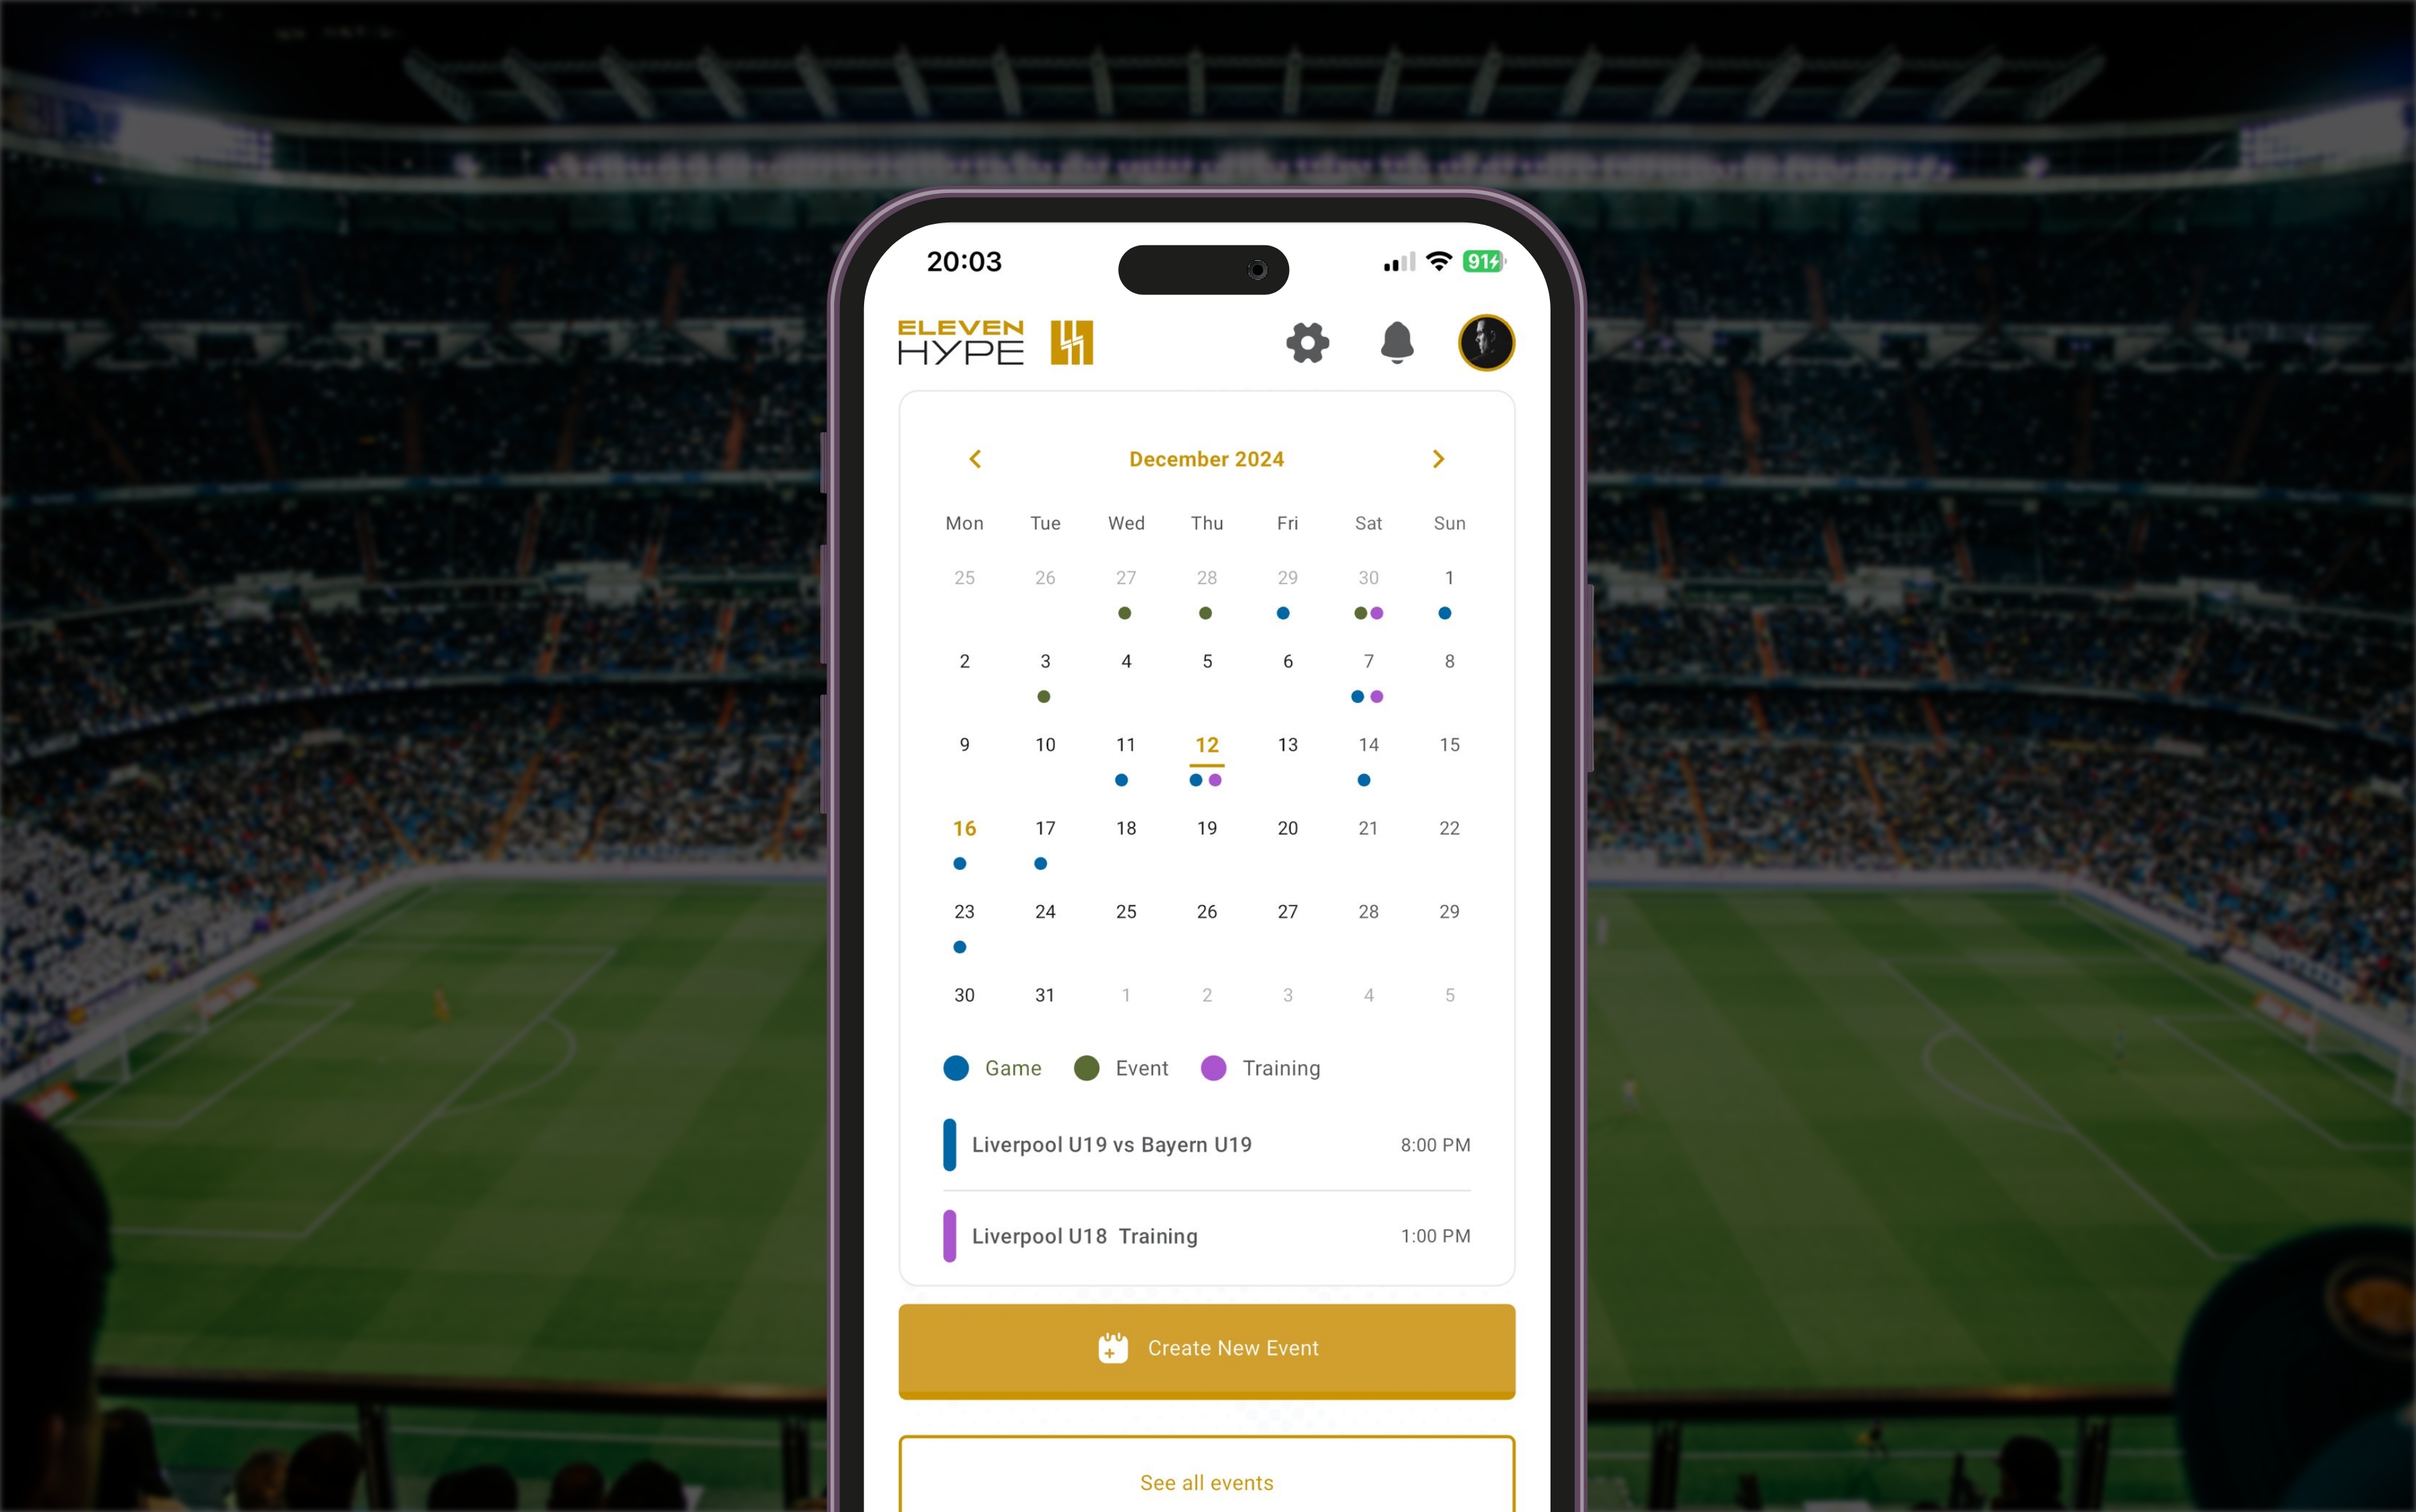 20:03
91
ELEVEN
HYPE
December 2024
Mon Tue Wed Thu Fri Sat Sun
25 26 27 28 29 30 1
2 3 4 5 6 7 8
9 10 11 12 13 14 15
16 17 18 19 20 21 22
23 24 25 26 27 28 29
30 31 1 2 3 4 5
Game Event Training
Liverpool U19 vs Bayern U19 8:00 PM
Liverpool U18 Training 1:00 PM
Create New Event
See all events